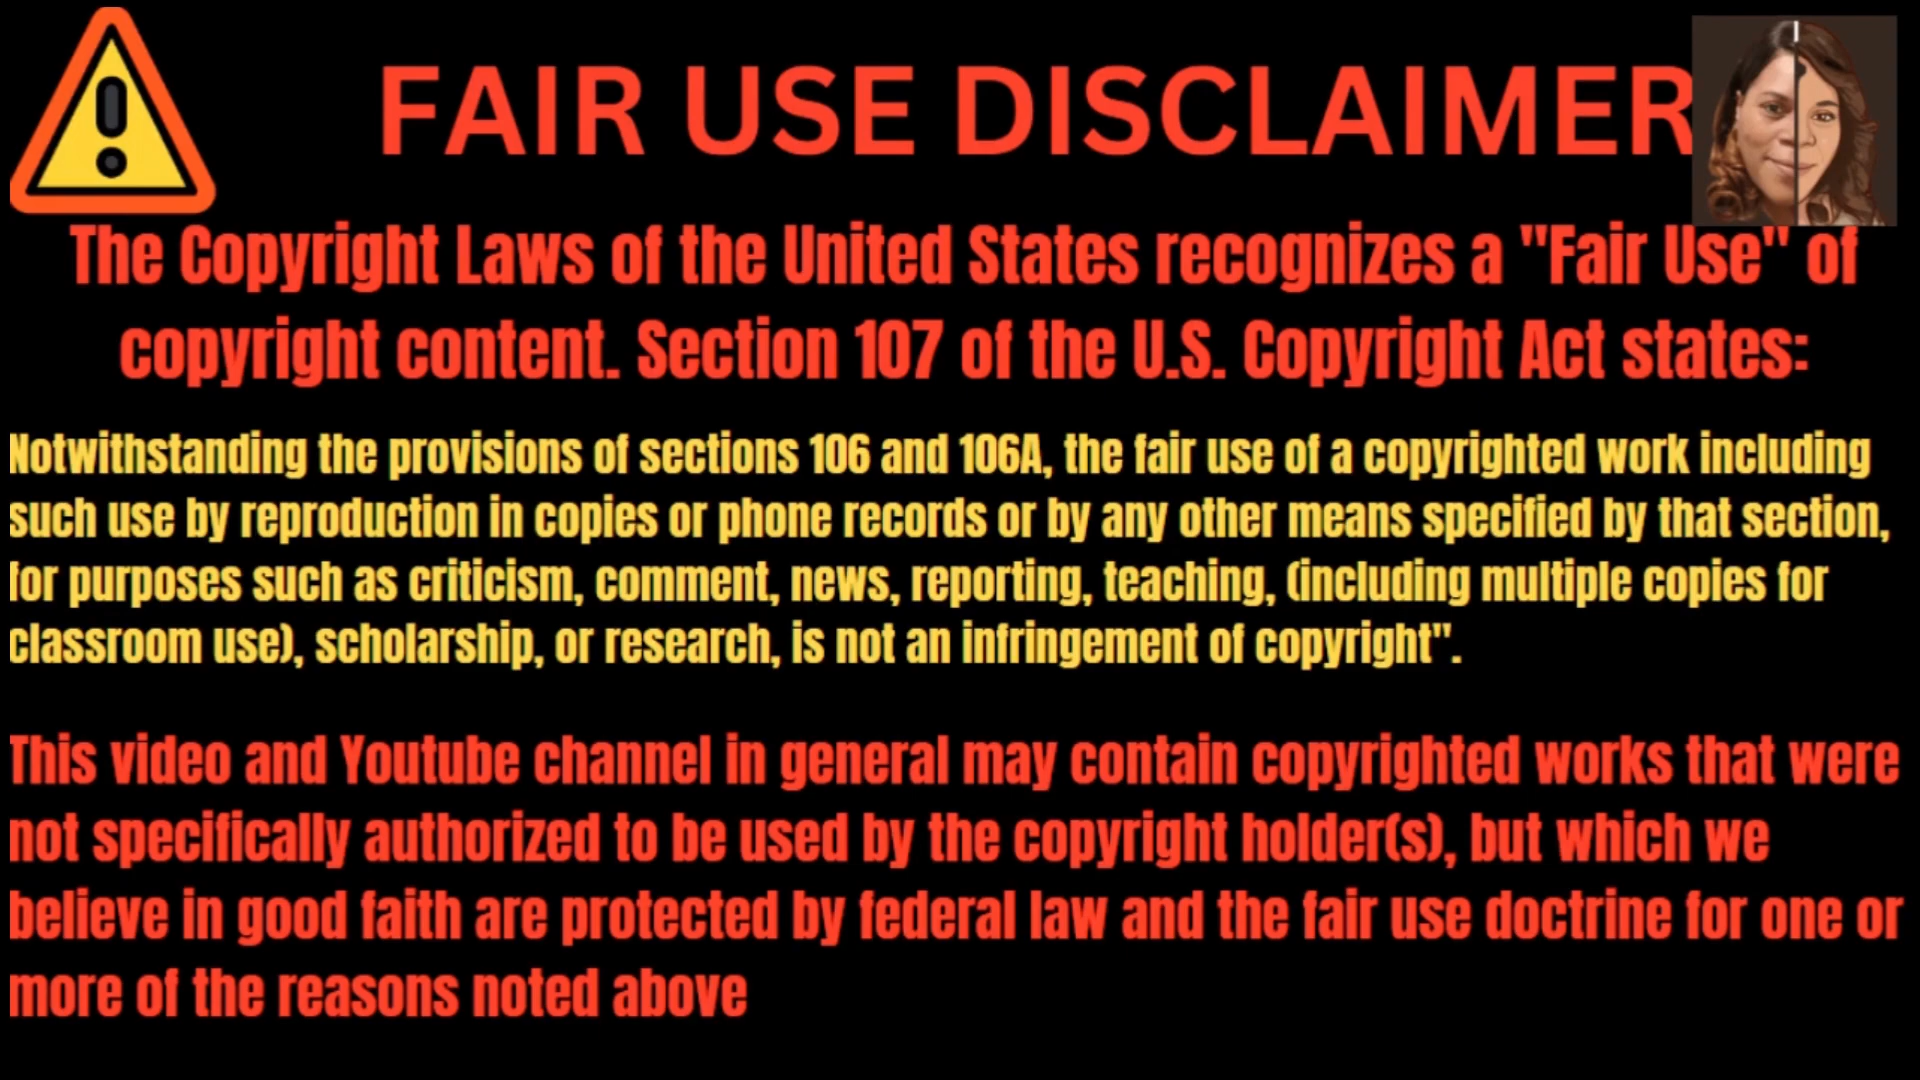 FAIR USE DISCLAIMER
The Copyright Laws of the United States recognizes a "Fair Use" of
copyright content. Section 107 of the U.S. Copyright Act states:
Notwithstanding the provisions of sections 106 and 106A, the fair use of a copyrighted work including
such use by reproduction in copies or phone records or by any other means specified by that section,
for purposes such as criticism, comment, news, reporting, teaching, (including multiple copies for
classroom use), scholarship, or research, is not an infringement of copyright".
This video and Youtube channel in general may contain copyrighted works that were
not specifically authorized to be used by the copyright holder(s), but which we
believe in good faith are protected by federal law and the fair use doctrine for one or
more of the reasons noted above